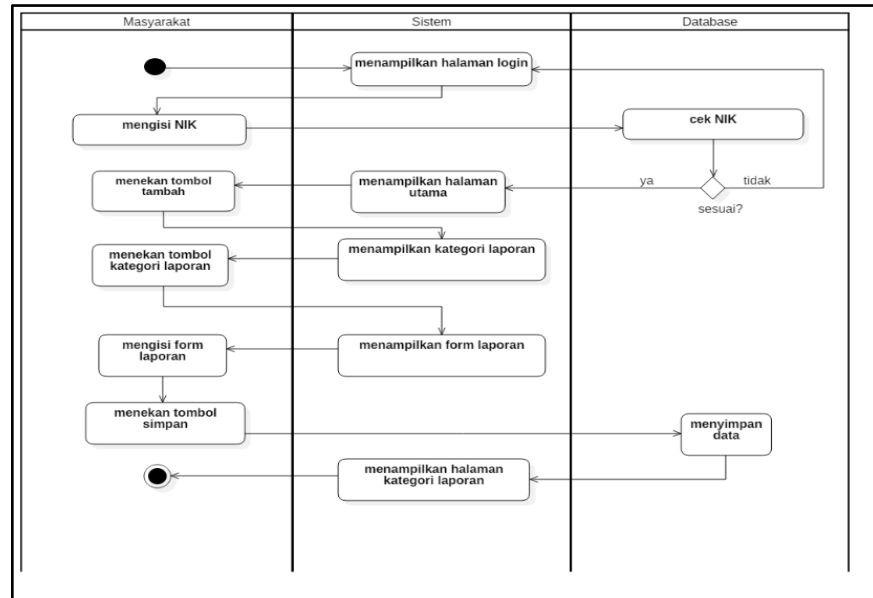 Masyarakat
Sistem
Database
menampilkan halaman login
mengisi NIK
cek NIK
menekan tombol
tambah
menampilkan halaman
utama
ya
tidak
sesuai?
menekan tombol
kategori laporan
menampilkan kategori laporan
mengisi form
laporan
menampilkan form laporan
menekan tombol
simpan
menyimpan
data
menampilkan halaman
kategori laporan